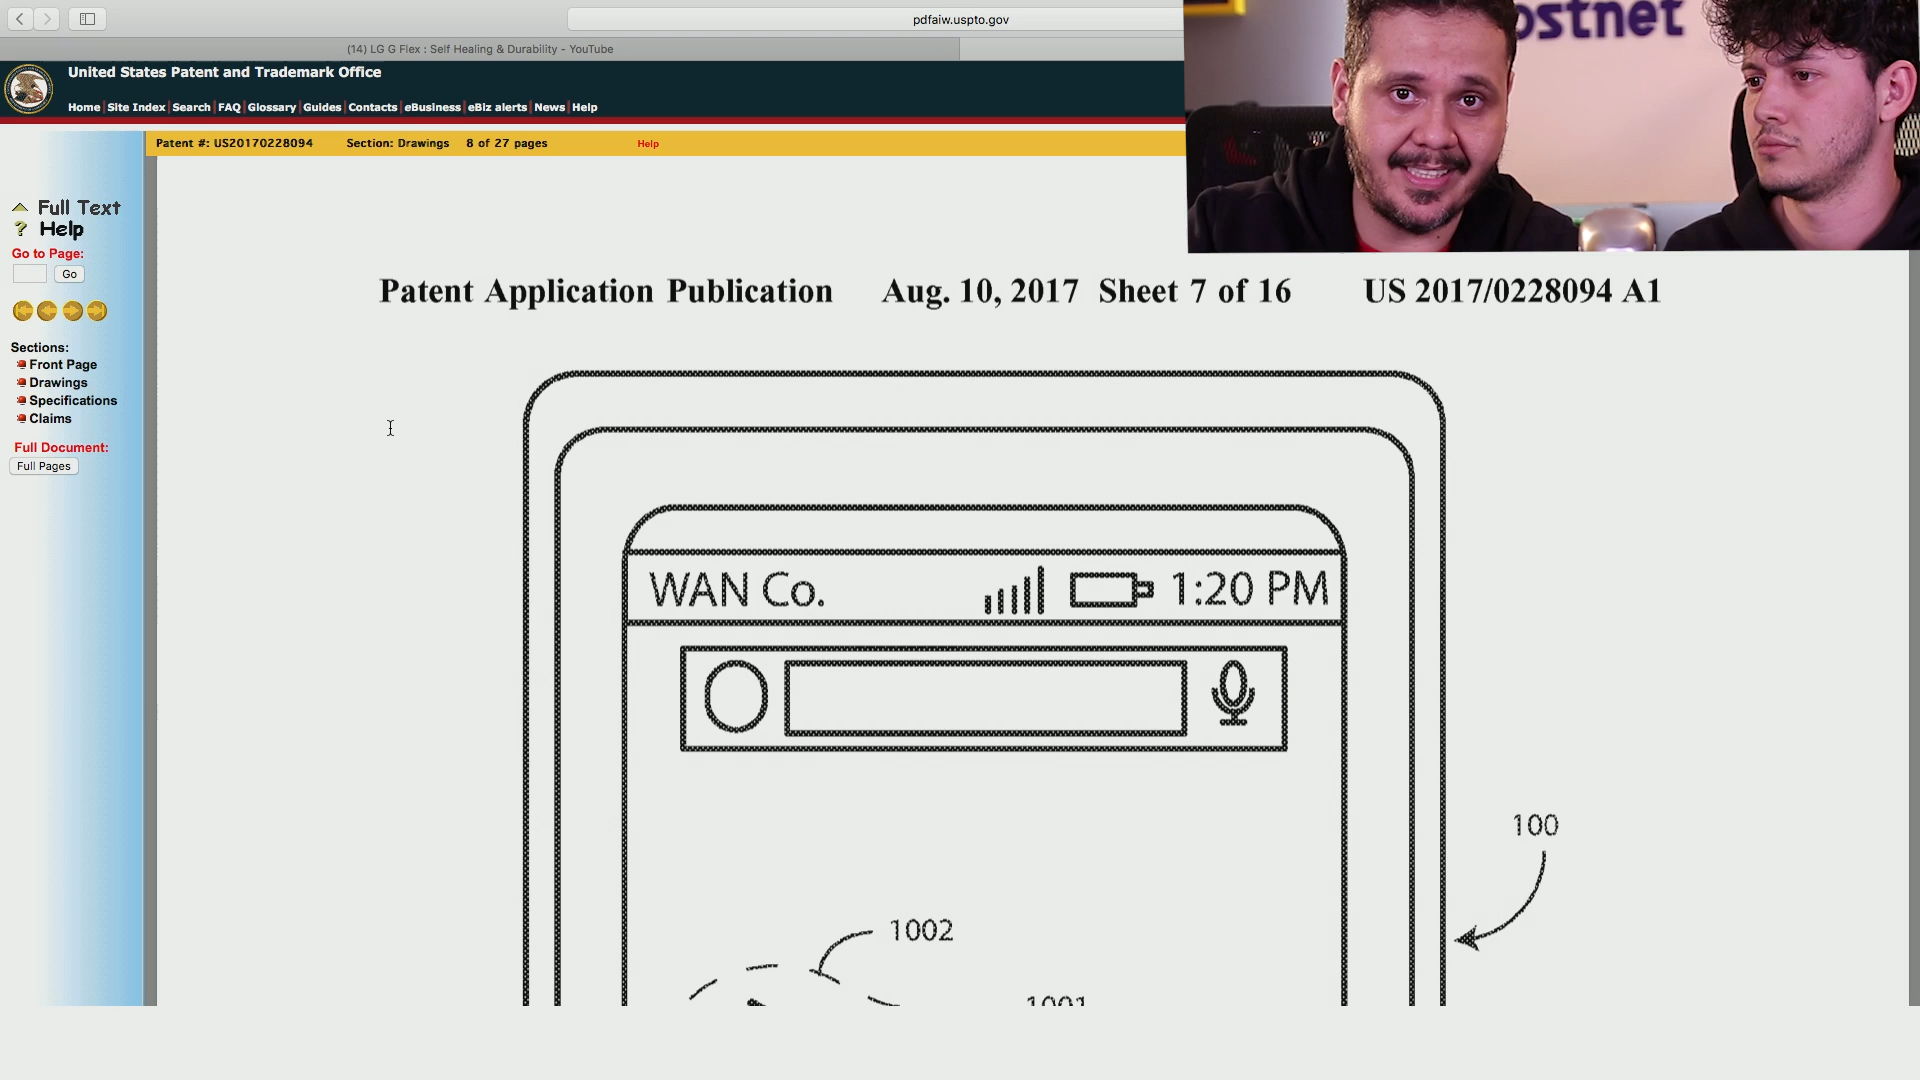 pdfaiw.uspto.gov
(14) LG G Flex : Self Healing & Durability - YouTube
United States Patent and Trademark Office
Home Site Index Search FAQ Glossary Guides Contacts eBusiness eBiz alerts News Help
Patent #: US20170228094 Section: Drawings 8 of 27 pages Help
Full Text
Help
Go to Page:
Go
Sections:
Front Page
Drawings
Specifications
Claims
Full Document:
Full Pages
Patent Application Publication Aug. 10, 2017 Sheet 7 of 16 US 2017/0228094 A1
WAN Co. 1:20 PM
100
1002
1001